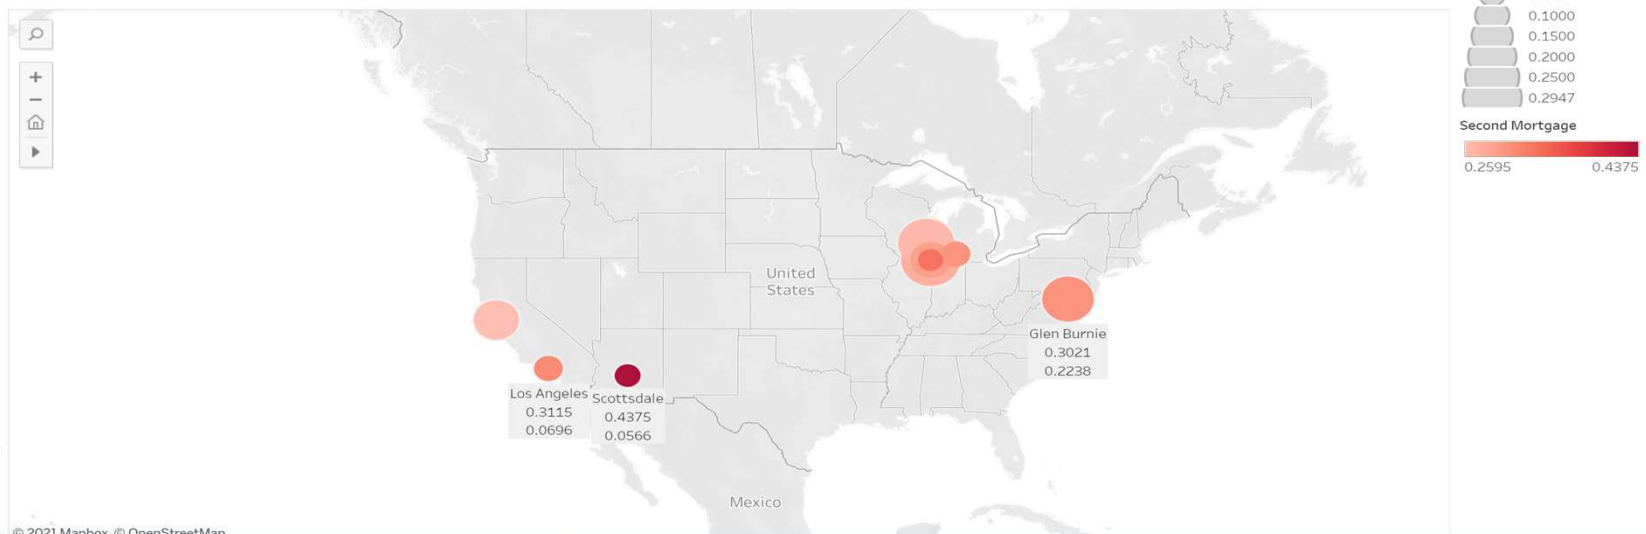 0.1000
0.1500
0.2000
0.2500
0.2947
Second Mortgage
0.2595 0.4375
United
States
Glen Burnie
0.3021
0.2238
Los Angeles
0.3115
0.0696
Scottsdale
0.4375
0.0566
Mexico
© 2021 Mapbox © OpenStreetMap